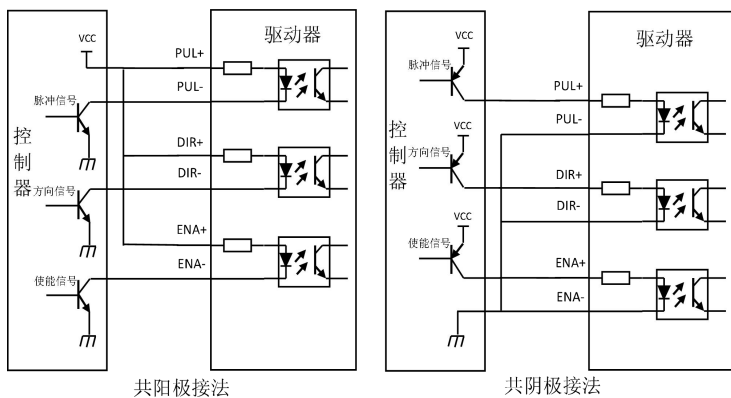 驱动器
VCC
PUL+
脉冲信号
PUL-
控制器
DIR+
方向信号
DIR-
ENA+
使能信号
ENA-
共阳极接法
驱动器
VCC
脉冲信号
PUL+
PUL-
控制器
VCC
方向信号
DIR+
DIR-
VCC
使能信号
ENA+
ENA-
共阴极接法